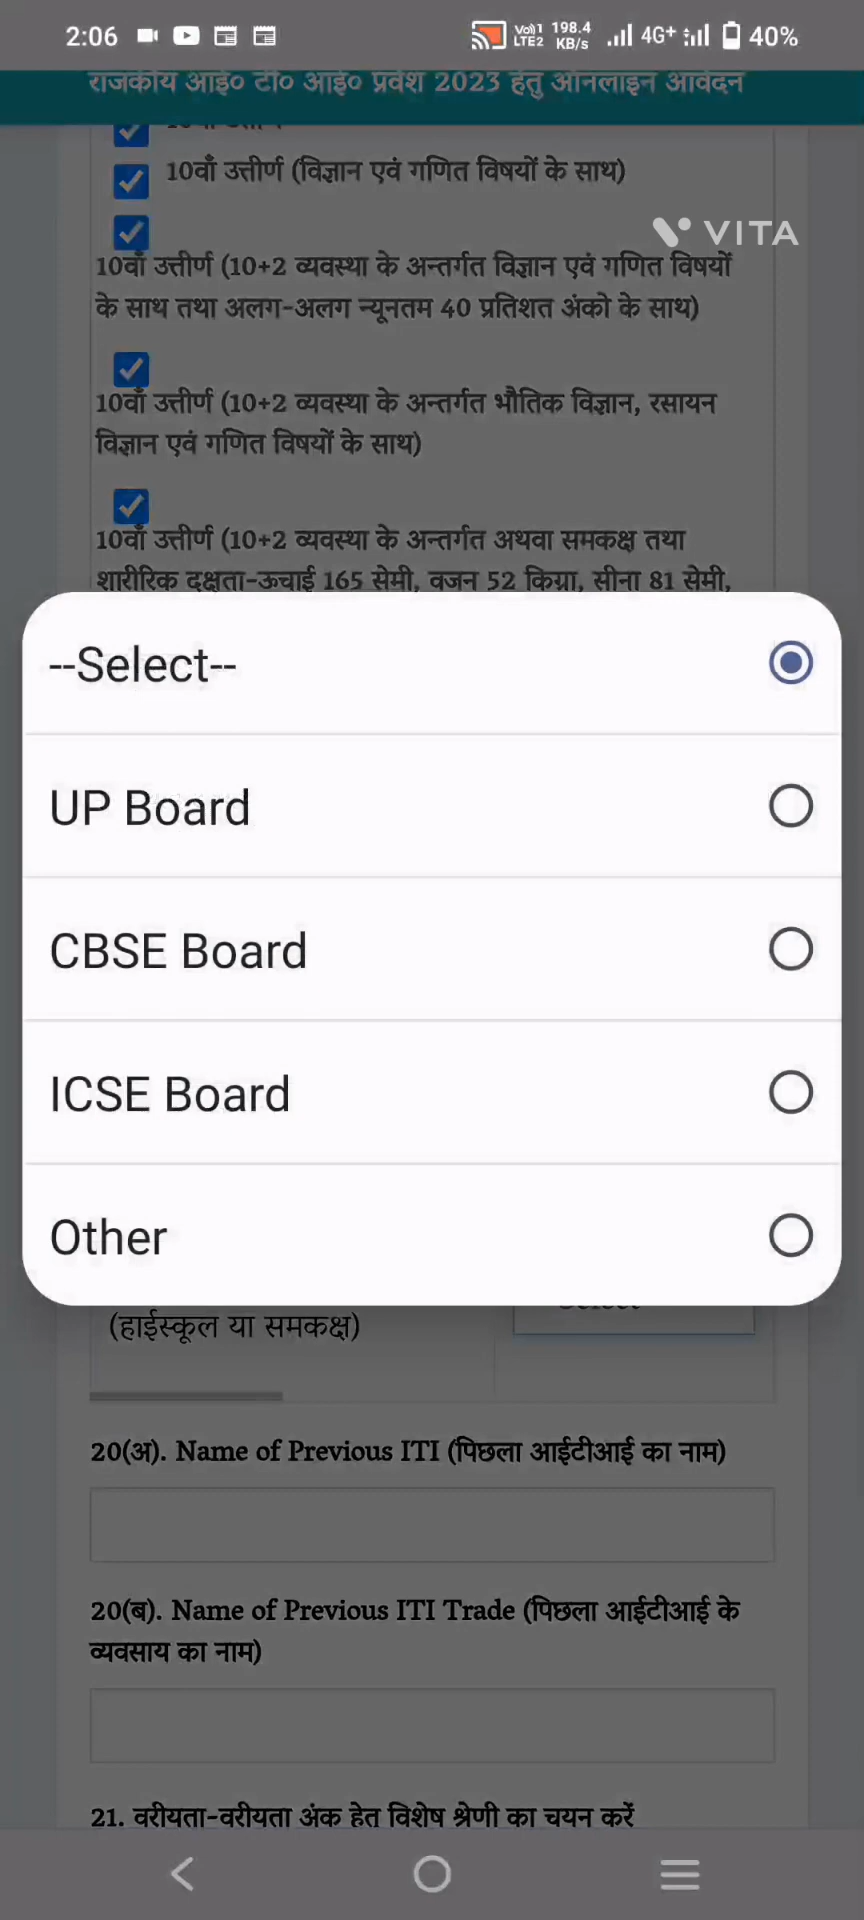 2:06
Vo))1 LTE2 198.4 KB/s 4G+ 40%
राजकीय आई० टी० आई० प्रवेश 2023 हेतु ऑनलाइन आवेदन
10वाँ उत्तीर्ण (विज्ञान एवं गणित विषयों के साथ)
VITA
10वाँ उत्तीर्ण (10+2 व्यवस्था के अन्तर्गत विज्ञान एवं गणित विषयों
के साथ तथा अलग-अलग न्यूनतम 40 प्रतिशत अंको के साथ)
10वाँ उत्तीर्ण (10+2 व्यवस्था के अन्तर्गत भौतिक विज्ञान, रसायन
विज्ञान एवं गणित विषयों के साथ)
10वाँ उत्तीर्ण (10+2 व्यवस्था के अन्तर्गत अथवा समकक्ष तथा
शारीरिक दक्षता-ऊचाई 165 सेमी, वजन 52 किग्रा, सीना 81 सेमी,
--Select--
UP Board
CBSE Board
ICSE Board
Other
(हाईस्कूल या समकक्ष)
20(अ). Name of Previous ITI (पिछला आईटीआई का नाम)
20(ब). Name of Previous ITI Trade (पिछला आईटीआई के
व्यवसाय का नाम)
21. वरीयता-वरीयता अंक हेतु विशेष श्रेणी का चयन करें